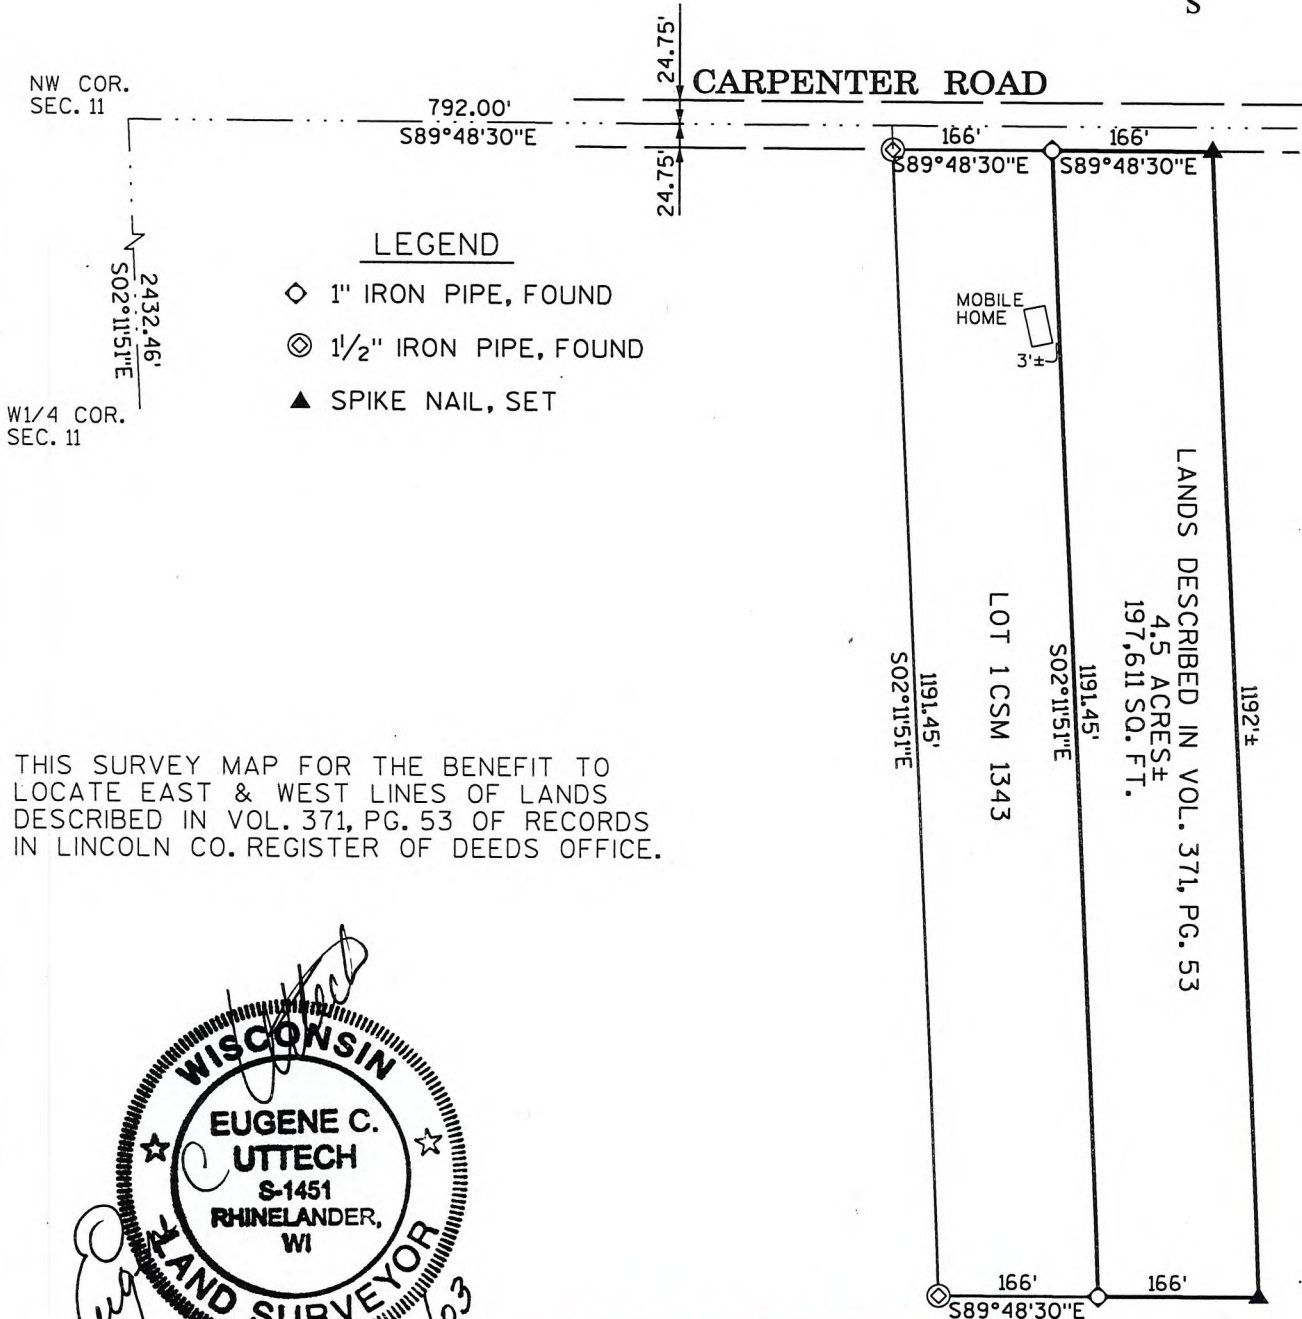 S
24.75'
CARPENTER ROAD
NW COR.
SEC. 11
792.00'
S89°48'30"E
24.75'
166'
S89°48'30"E
166'
S89°48'30"E
LEGEND
1" IRON PIPE, FOUND
1 1/2" IRON PIPE, FOUND
SPIKE NAIL, SET
2432.46'
S02°11'51"E
W1/4 COR.
SEC. 11
MOBILE
HOME
3'±
LANDS DESCRIBED IN VOL. 371, PG. 53
4.5 ACRES±
197,611 SQ. FT.
LOT 1 CSM 1343
1191.45'
S02°11'51"E
1191.45'
S02°11'51"E
1192'±
THIS SURVEY MAP FOR THE BENEFIT TO
LOCATE EAST & WEST LINES OF LANDS
DESCRIBED IN VOL. 371, PG. 53 OF RECORDS
IN LINCOLN CO. REGISTER OF DEEDS OFFICE.
WISCONSIN
EUGENE C.
UTTECH
S-1451
RHINELANDER,
WI
LAND SURVEYOR
166'
S89°48'30"E
166'